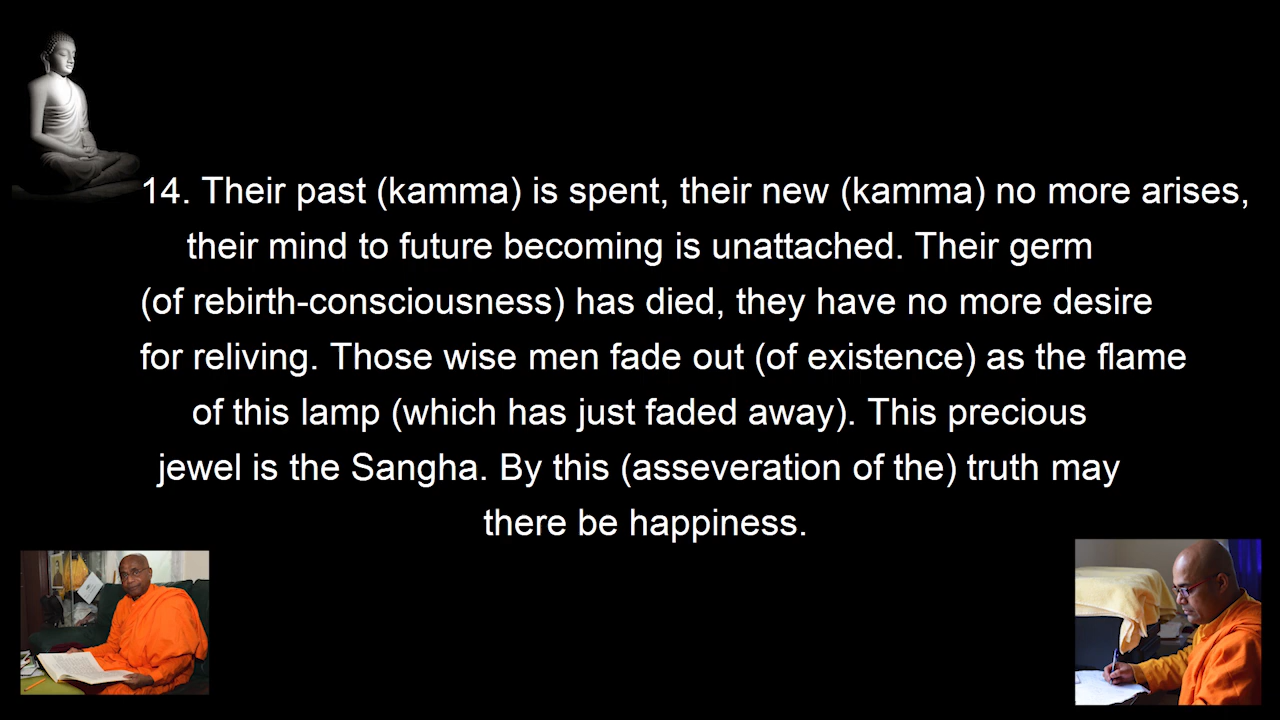 14. Their past (kamma) is spent, their new (kamma) no more arises,
their mind to future becoming is unattached. Their germ
(of rebirth-consciousness) has died, they have no more desire
for reliving. Those wise men fade out (of existence) as the flame
of this lamp (which has just faded away). This precious
jewel is the Sangha. By this (asseveration of the) truth may
there be happiness.